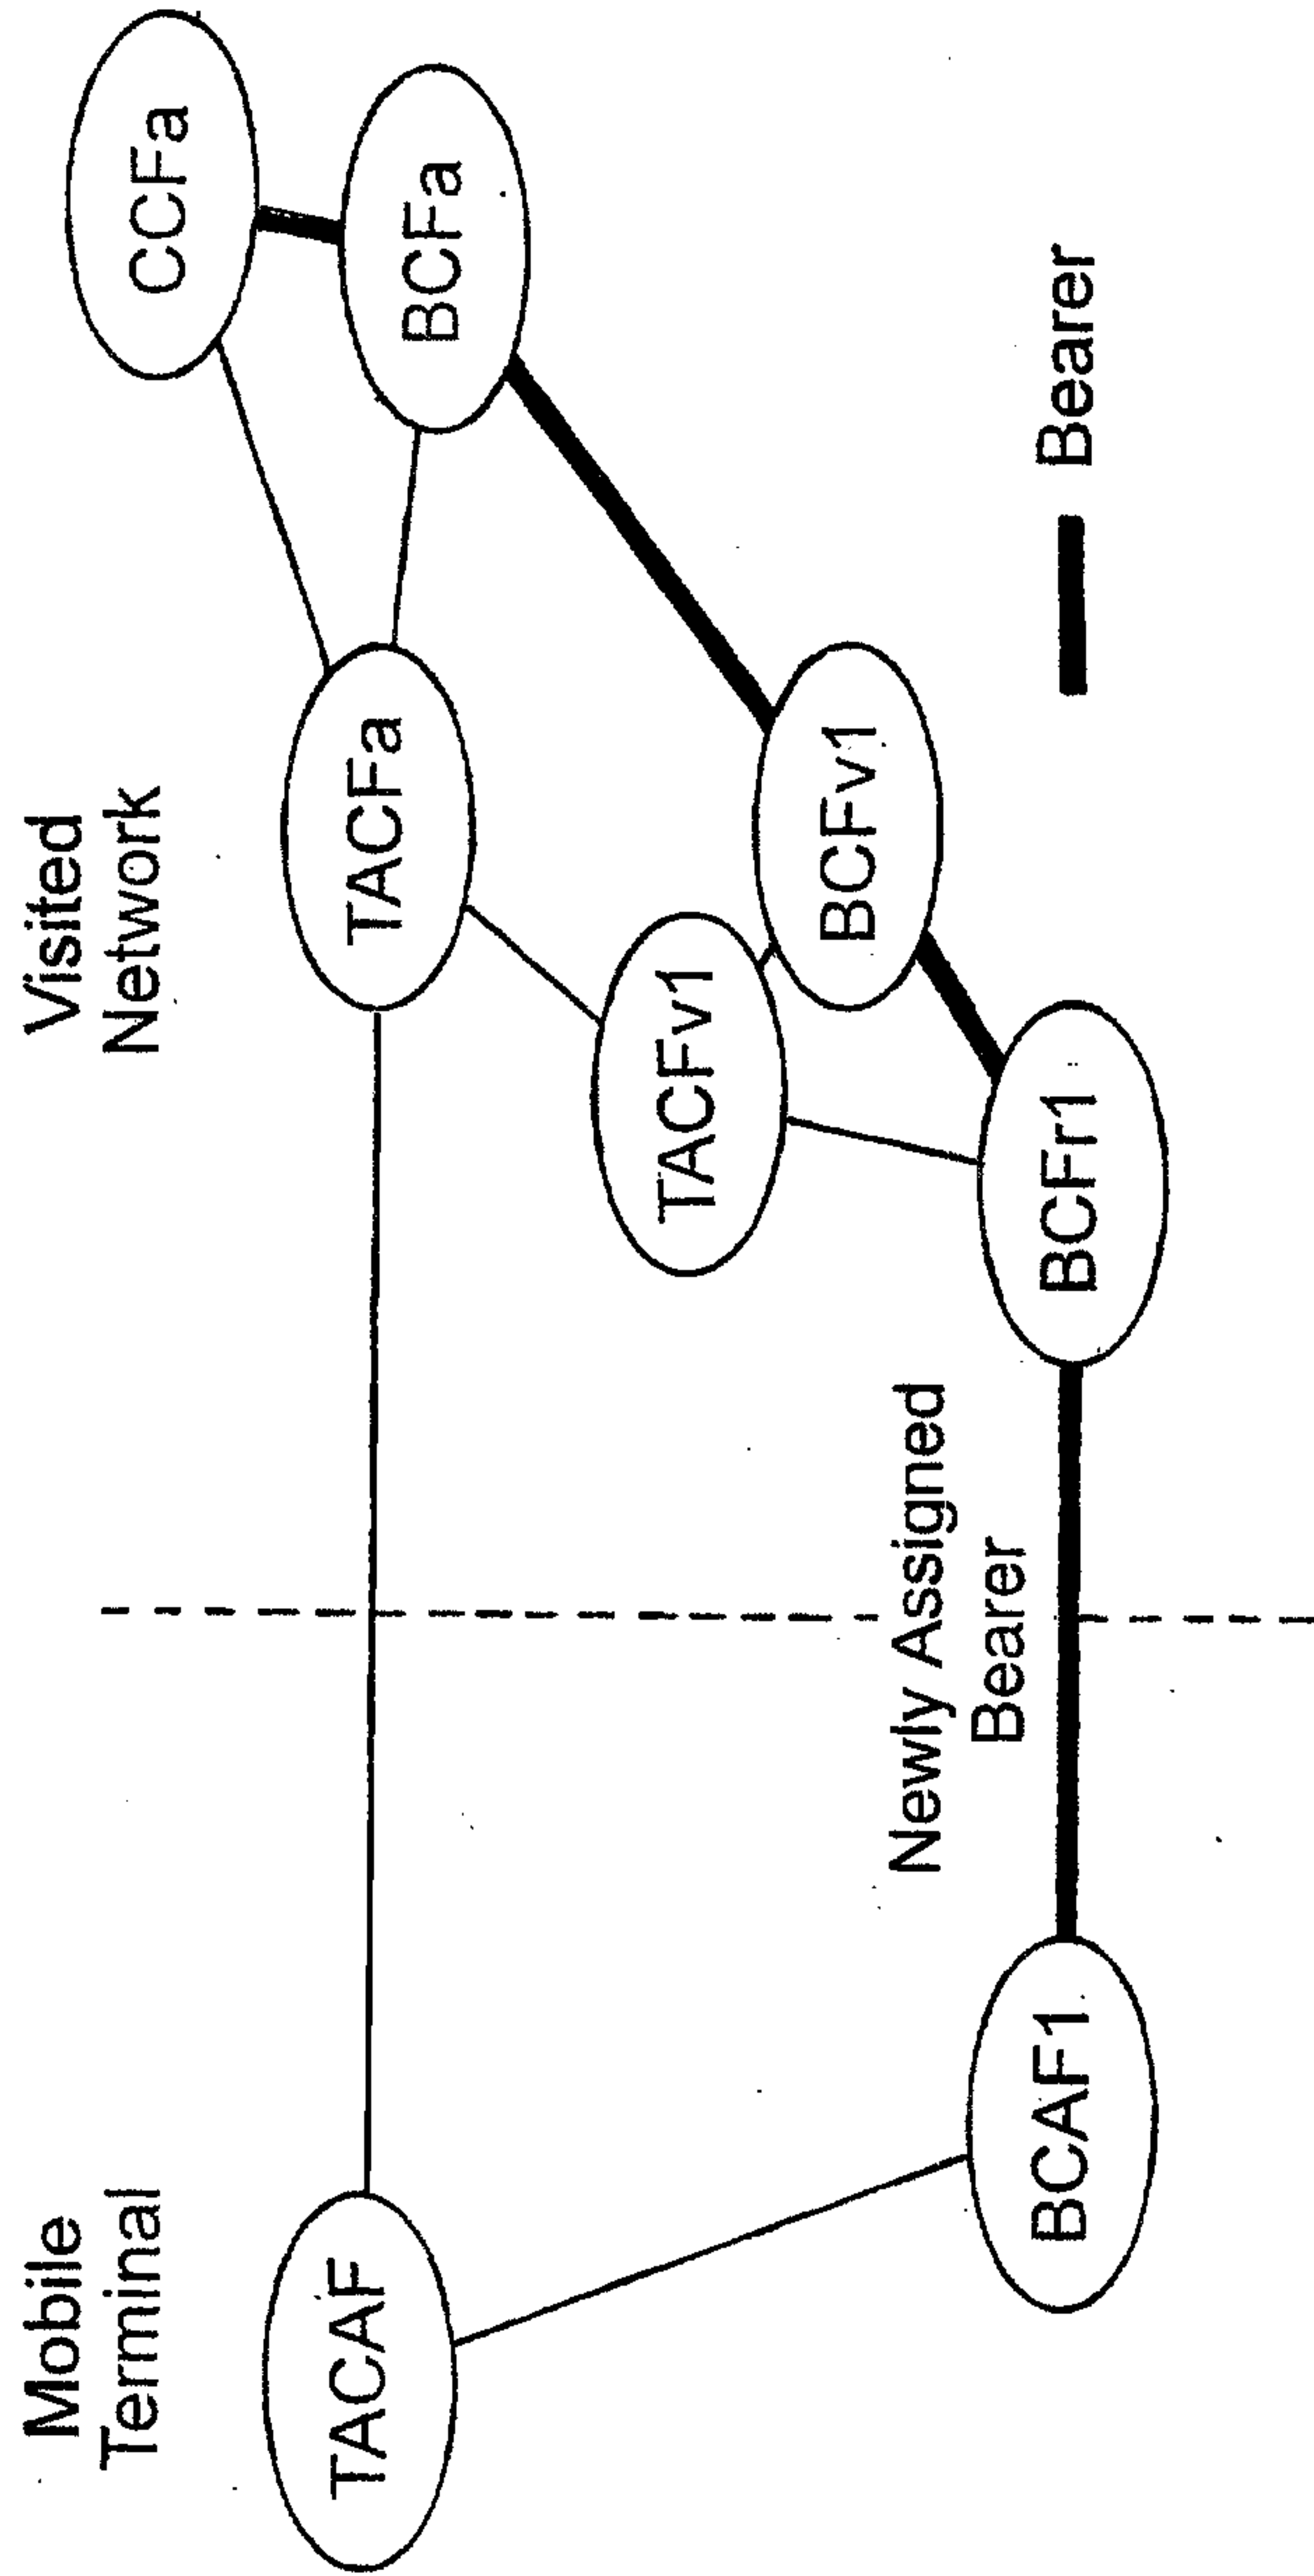 Mobile
Terminal
Visited
Network
TACAF
TACFa
CCFa
BCFa
TACFv1
BCFv1
Newly Assigned
Bearer
BCAF1
BCFr1
Bearer